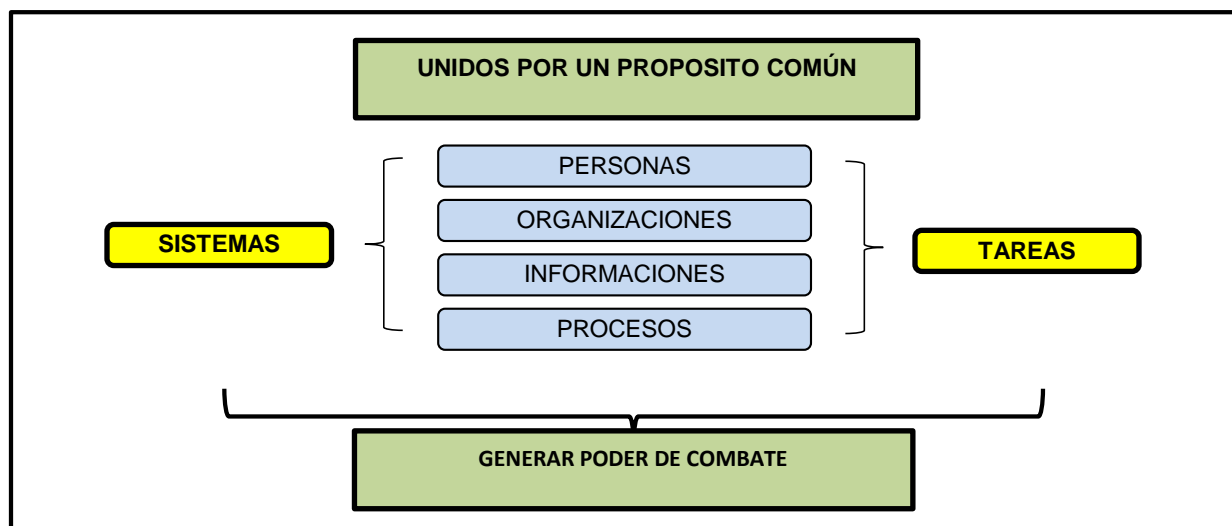 UNIDOS POR UN PROPOSITO COMÚN
PERSONAS
ORGANIZACIONES
SISTEMAS
TAREAS
INFORMACIONES
PROCESOS
GENERAR PODER DE COMBATE